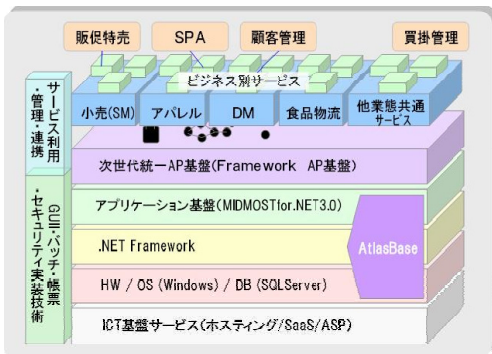 販促特売
SPA
顧客管理
買掛管理
ビジネス別サービス
小売(SM)
アパレル
DM
食品物流
他業態共通
サービス
サービス利用
・管理・連携
次世代統一AP基盤(Framework AP基盤)
GUI・バッチ・帳票
・セキュリティ実装技術
アプリケーション基盤(MIDMOSTfor.NET3.0)
.NET Framework
AtlasBase
HW / OS (Windows) / DB (SQLServer)
ICT基盤サービス(ホスティング/SaaS/ASP)